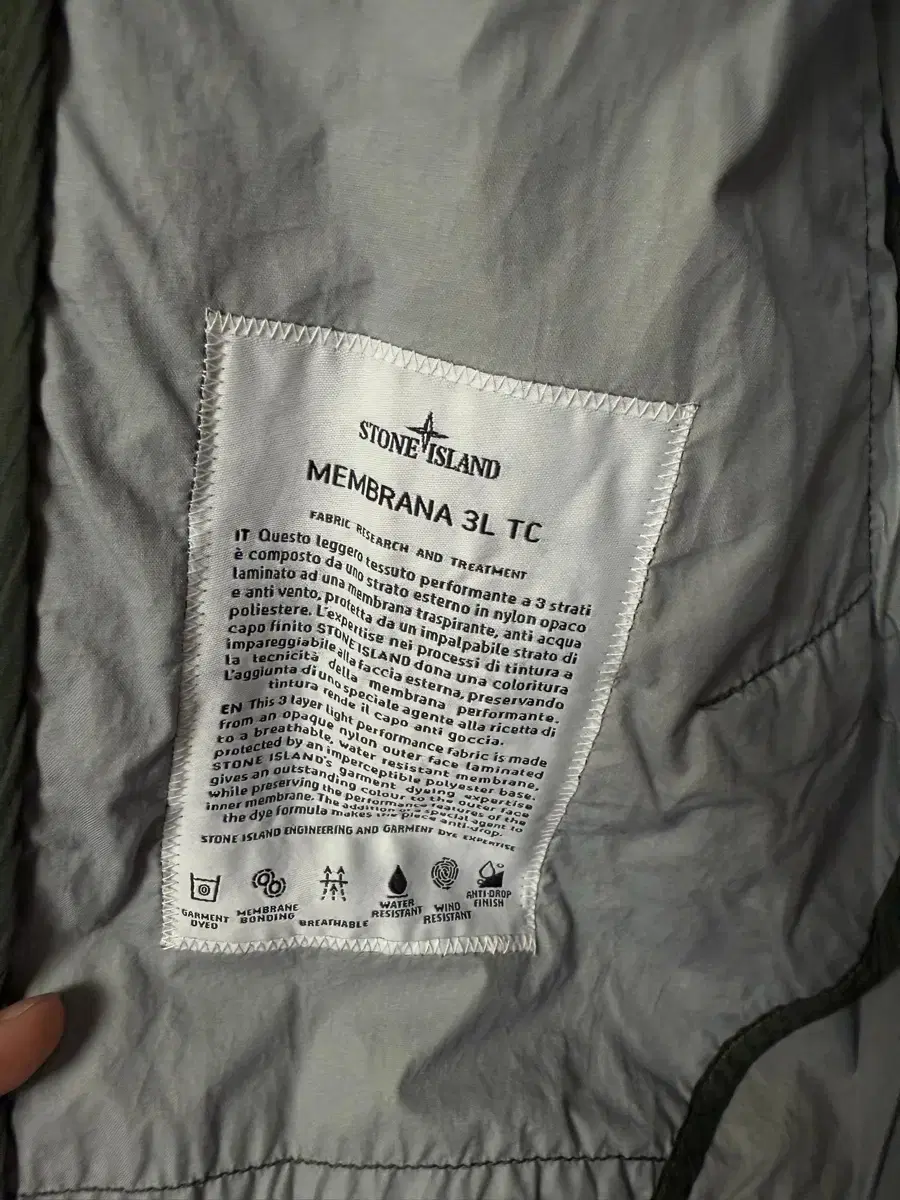 STONE ISLAND
MEMBRANA 3L TC
FABRIC RESEARCH AND TREATMENT
IT Questo leggero tessuto performante a 3 strati
è composto da uno strato esterno in nylon opaco
laminato ad una membrana traspirante, anti acqua
e anti vento, protetta da un impalpabile strato di
poliestere. L'expertise nei processi di tintura a
capo finito STONE ISLAND dona una coloritura
impareggiabile alla faccia esterna, preservando
la tecnicità della membrana performante.
L'aggiunta di uno speciale agente alla ricetta di
tintura rende il capo anti goccia.
EN This 3 layer light performance fabric is made
from an opaque nylon outer face laminated
to a breathable, water resistant membrane,
protected by an imperceptible polyester base.
STONE ISLAND's garment dyeing expertise
gives an outstanding colour to the outer face
while preserving the performance features of the
inner membrane. The addition of a special agent to
the dye formula makes the piece anti-drop.
STONE ISLAND ENGINEERING AND GARMENT DYE EXPERTISE
GARMENT DYED
MEMBRANE BONDING
BREATHABLE
WATER RESISTANT
WIND RESISTANT
ANTI-DROP FINISH